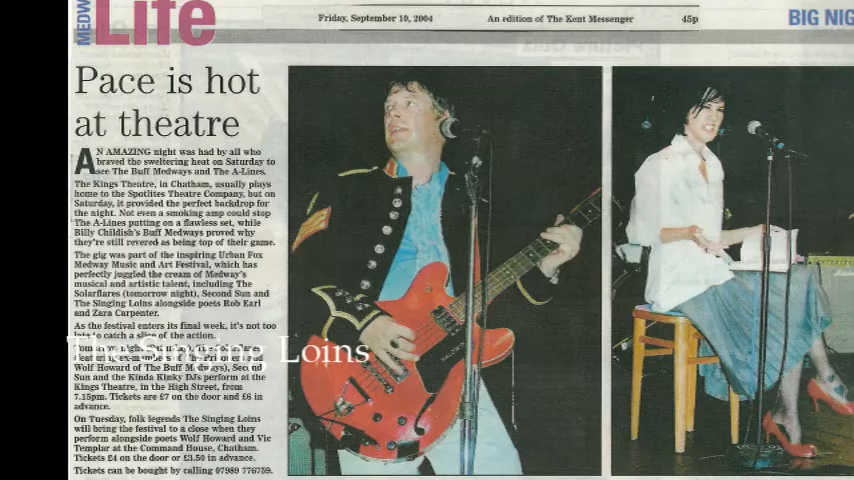 MEDW
Life
Friday, September 10, 2004
An edition of The Kent Messenger
45p
BIG NIG
Pace is hot
at theatre
AN AMAZING night was had by all who
braved the sweltering heat on Saturday to
see The Buff Medways and The A-Lines.
The Kings Theatre, in Chatham, usually plays
home to the Spotlites Theatre Company, but on
Saturday, it provided the perfect backdrop for
the night. Not even a smoking amp could stop
The A-Lines putting on a flawless set, while
Billy Childish's Buff Medways proved why
they're still revered as being top of their game.
The gig was part of the inspiring Urban Fox
Medway Music and Art Festival, which has
perfectly juggled the cream of Medway's
musical and artistic talent, including The
Solarflares (tomorrow night), Second Sun and
The Singing Loins alongside poets Rob Earl
and Zara Carpenter.
As the festival enters its final week, it's not too
late to catch a slice of the action.
The Singing Loins
Wolf Howard of The Buff Medways), Second
Sun and the Kinda Kinky DJs perform at the
Kings Theatre, in the High Street, from
7.15pm. Tickets are £7 on the door and £6 in
advance.
On Tuesday, folk legends The Singing Loins
will bring the festival to a close when they
perform alongside poets Wolf Howard and Vic
Templar at the Command House, Chatham.
Tickets £4 on the door or £3.50 in advance.
Tickets can be bought by calling 07989 776759.
BALDWIN